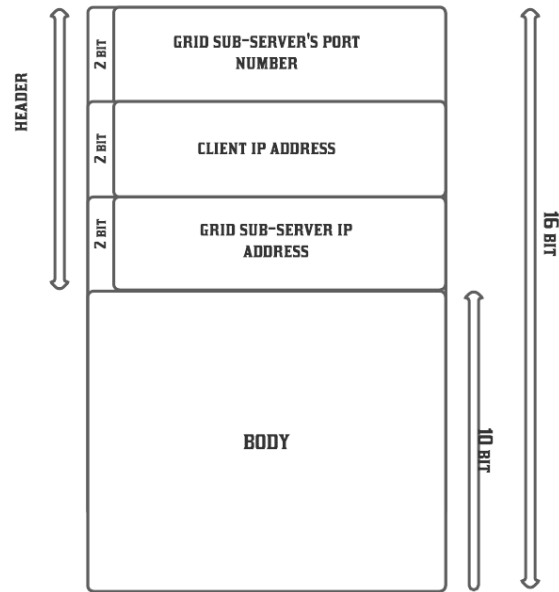 HEADER
2 BIT
GRID SUB-SERVER'S PORT
NUMBER
2 BIT
CLIENT IP ADDRESS
2 BIT
GRID SUB-SERVER IP
ADDRESS
16 BIT
BODY
10 BIT